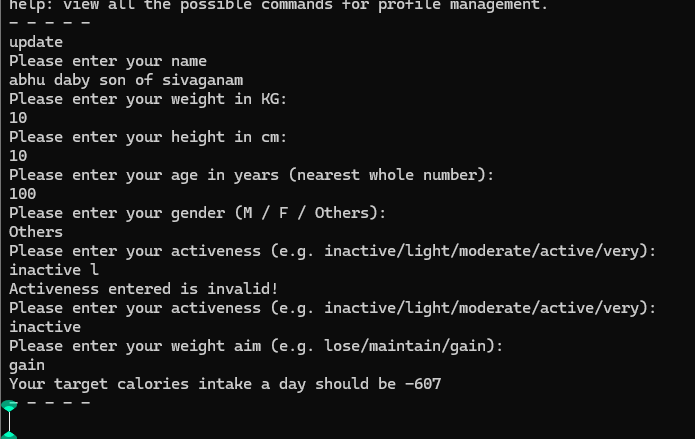 help: view all the possible commands for profile management.
- - - - -
update
Please enter your name
abhu daby son of sivaganam
Please enter your weight in KG:
10
Please enter your height in cm:
10
Please enter your age in years (nearest whole number):
100
Please enter your gender (M / F / Others):
Others
Please enter your activeness (e.g. inactive/light/moderate/active/very):
inactive l
Activeness entered is invalid!
Please enter your activeness (e.g. inactive/light/moderate/active/very):
inactive
Please enter your weight aim (e.g. lose/maintain/gain):
gain
Your target calories intake a day should be -607
- - - - -